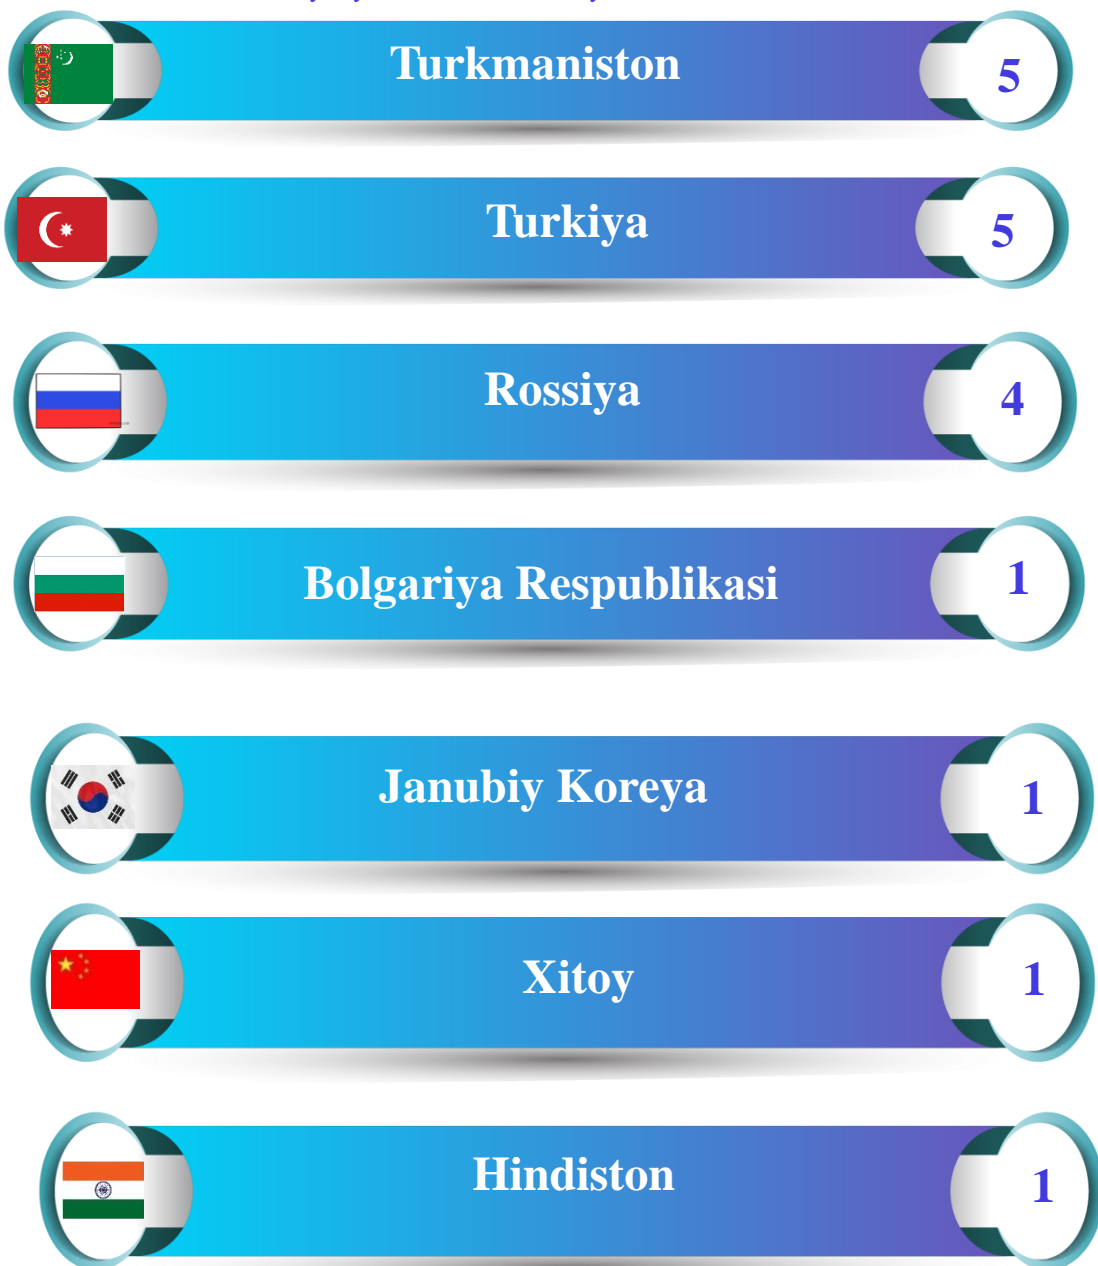 Turkmaniston
5
Turkiya
5
Rossiya
4
Bolgariya Respublikasi
1
Janubiy Koreya
1
Xitoy
1
Hindiston
1